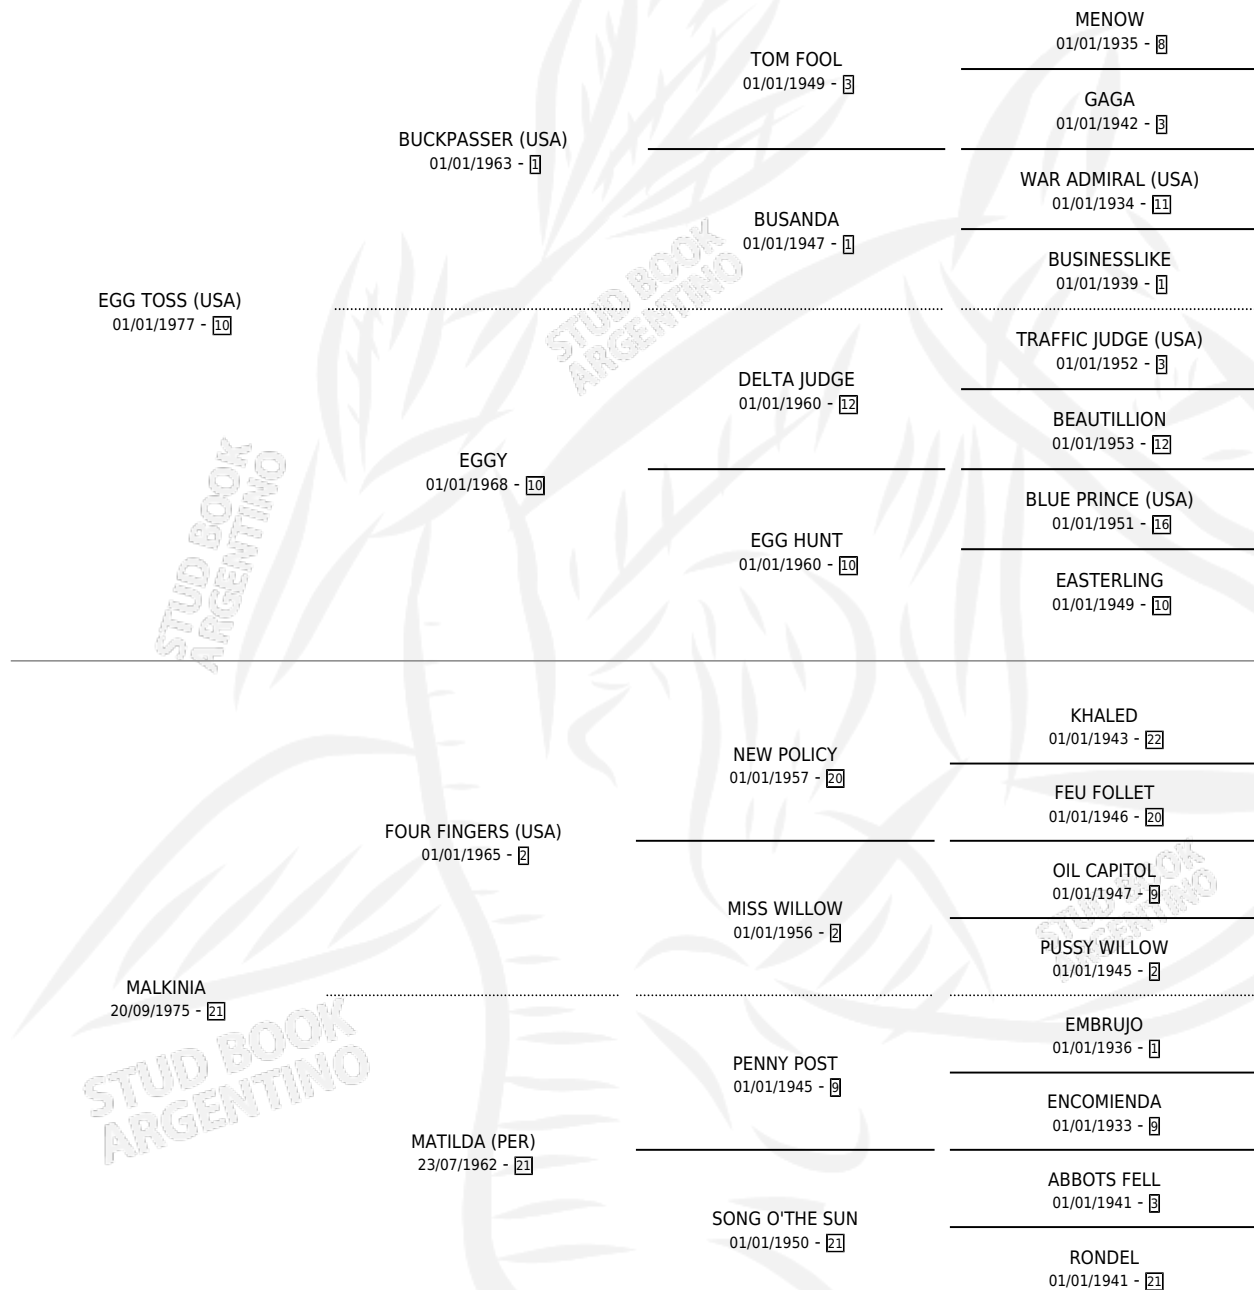 MENOW
01/01/1935 - 8
TOM FOOL
01/01/1949 - 3
GAGA
01/01/1942 - 3
BUCKPASSER (USA)
01/01/1963 - 1
WAR ADMIRAL (USA)
01/01/1934 - 11
BUSANDA
01/01/1947 - 1
BUSINESSLIKE
01/01/1939 - 1
EGG TOSS (USA)
01/01/1977 - 10
TRAFFIC JUDGE (USA)
01/01/1952 - 3
DELTA JUDGE
01/01/1960 - 12
BEAUTILLION
01/01/1953 - 12
EGGY
01/01/1968 - 10
BLUE PRINCE (USA)
01/01/1951 - 16
EGG HUNT
01/01/1960 - 10
EASTERLING
01/01/1949 - 10
KHALED
01/01/1943 - 22
NEW POLICY
01/01/1957 - 20
FEU FOLLET
01/01/1946 - 20
FOUR FINGERS (USA)
01/01/1965 - 2
OIL CAPITOL
01/01/1947 - 9
MISS WILLOW
01/01/1956 - 2
PUSSY WILLOW
01/01/1945 - 2
MALKINIA
20/09/1975 - 21
EMBRUJO
01/01/1936 - 1
PENNY POST
01/01/1945 - 9
ENCOMIENDA
01/01/1933 - 9
MATILDA (PER)
23/07/1962 - 21
ABBOTS FELL
01/01/1941 - 3
SONG O'THE SUN
01/01/1950 - 21
RONDEL
01/01/1941 - 21
STUD BOOK
ARGENTINO
STUD BOOK
ARGENTINO
STUD BOOK
ARGENTINO
STUD BOOK
ARGENTINO